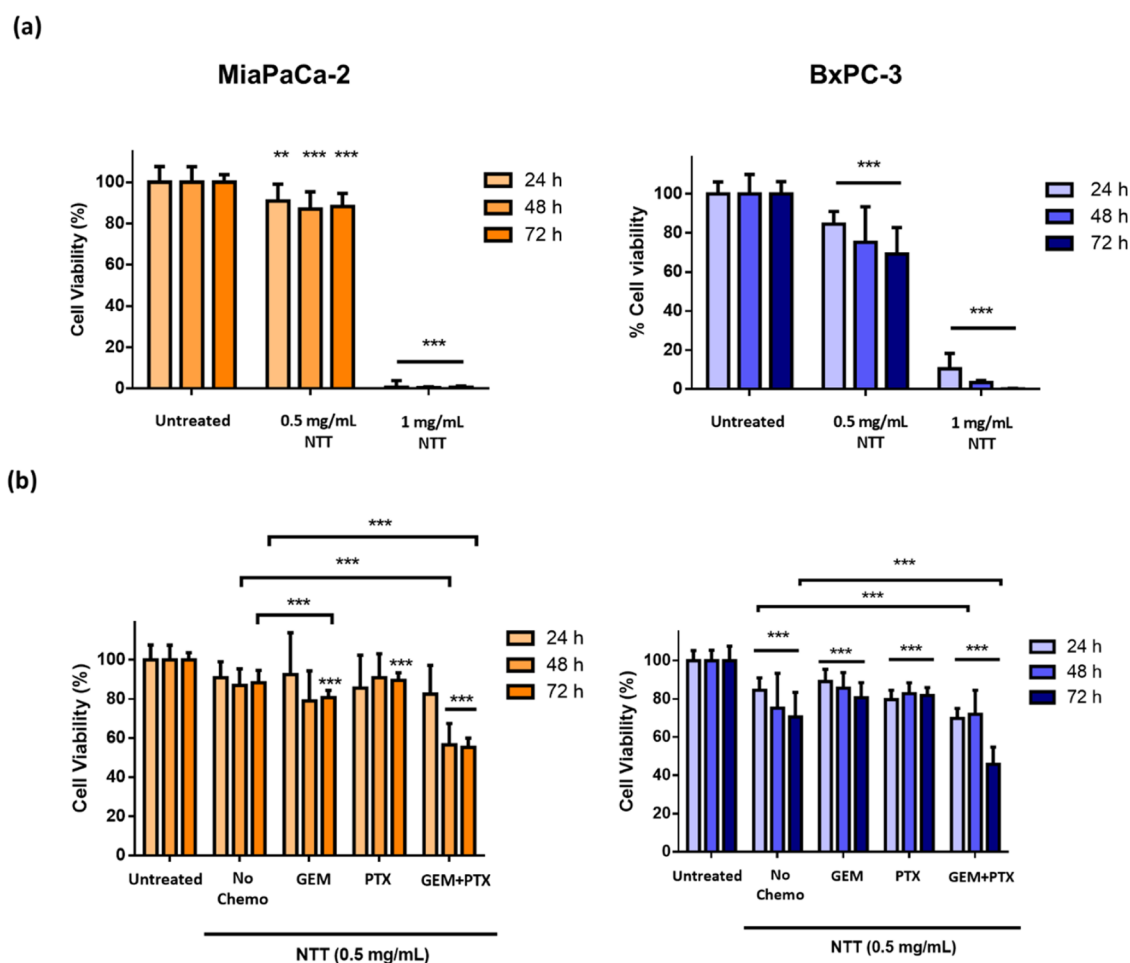 (a)
MiaPaCa-2
Cell Viability (%)
100
80
60
40
20
0
** *** ***
***
Untreated
0.5 mg/mL
NTT
1 mg/mL
NTT
24 h
48 h
72 h
BxPC-3
% Cell viability
100
80
60
40
20
0
***
***
Untreated
0.5 mg/mL
NTT
1 mg/mL
NTT
24 h
48 h
72 h
(b)
Cell Viability (%)
100
80
60
40
20
0
***
***
***
***
***
***
Untreated
No
Chemo
GEM
PTX
GEM+PTX
NTT (0.5 mg/mL)
24 h
48 h
72 h
Cell Viability (%)
100
80
60
40
20
0
***
***
***
***
***
***
Untreated
No
Chemo
GEM
PTX
GEM+PTX
NTT (0.5 mg/mL)
24 h
48 h
72 h